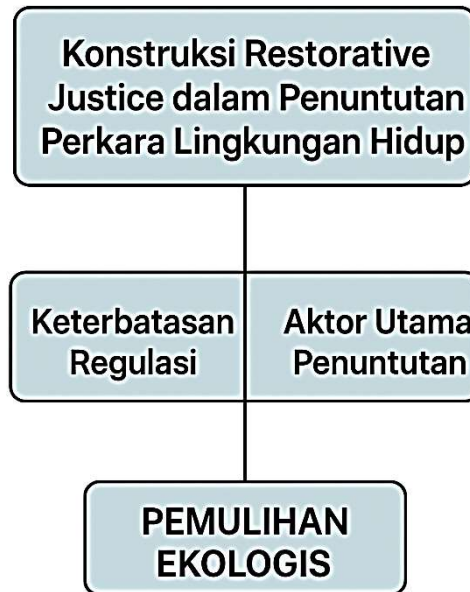 Konstruksi Restorative
Justice dalam Penuntutan
Perkara Lingkungan Hidup
Keterbatasan
Regulasi
Aktor Utama
Penuntutan
PEMULIHAN
EKOLOGIS